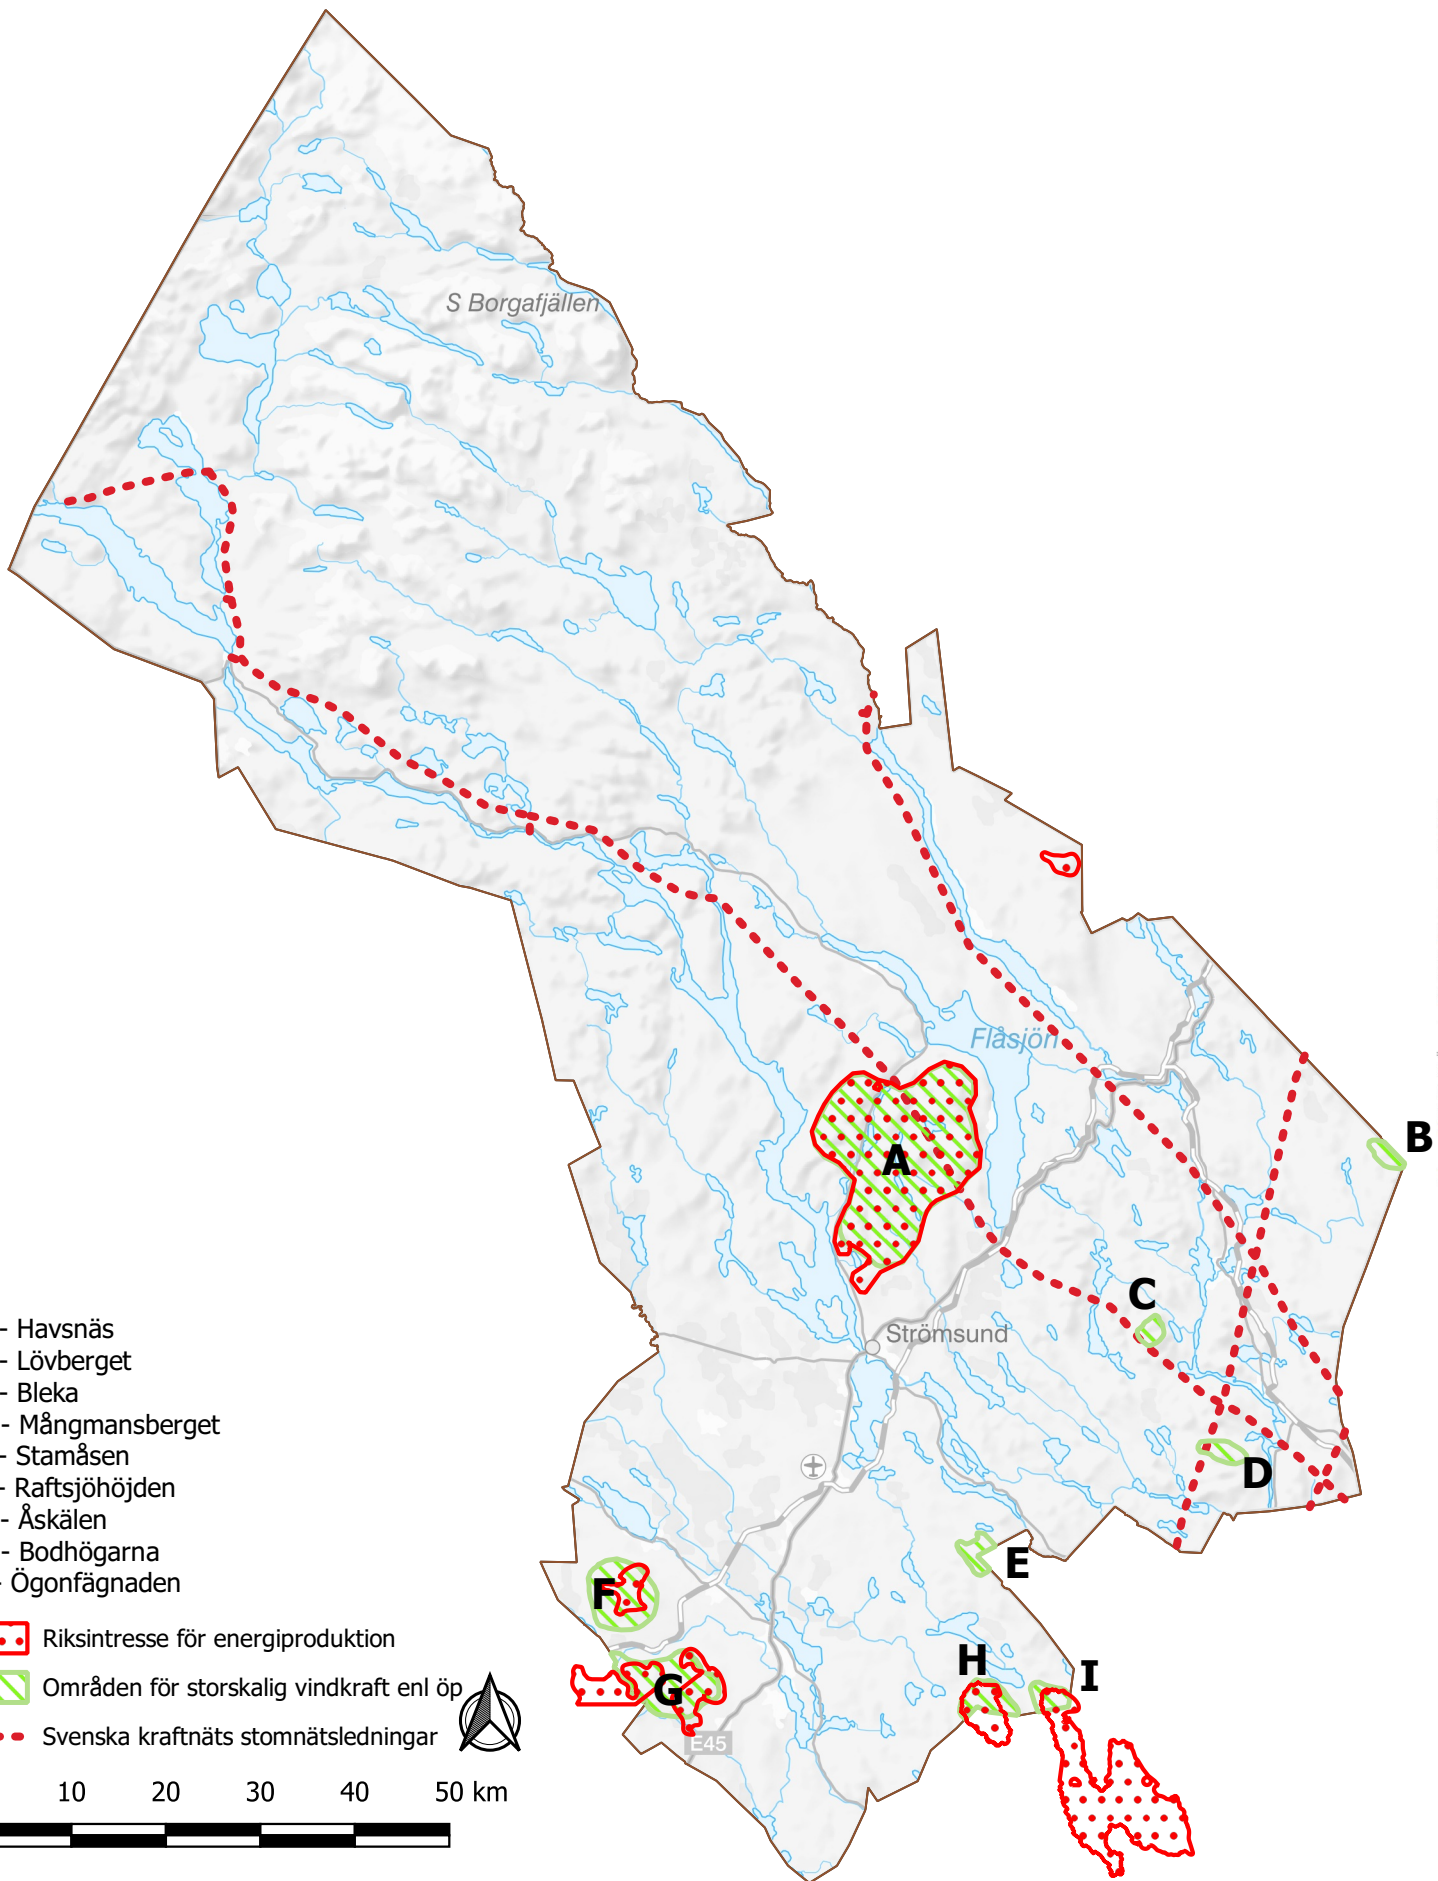 S Borgafjällen
Flåsjön
A
B
C
Strömsund
D
E
F
G
H
I
E45
- Havsnäs
- Lövberget
- Bleka
- Mångmansberget
- Stamåsen
- Raftsjöhöjden
- Åskälen
- Bodhögarna
- Ögonfägnaden
Riksintresse för energiproduktion
Områden för storskalig vindkraft enl öp
Svenska kraftnäts stomnätsledningar
10 20 30 40 50 km